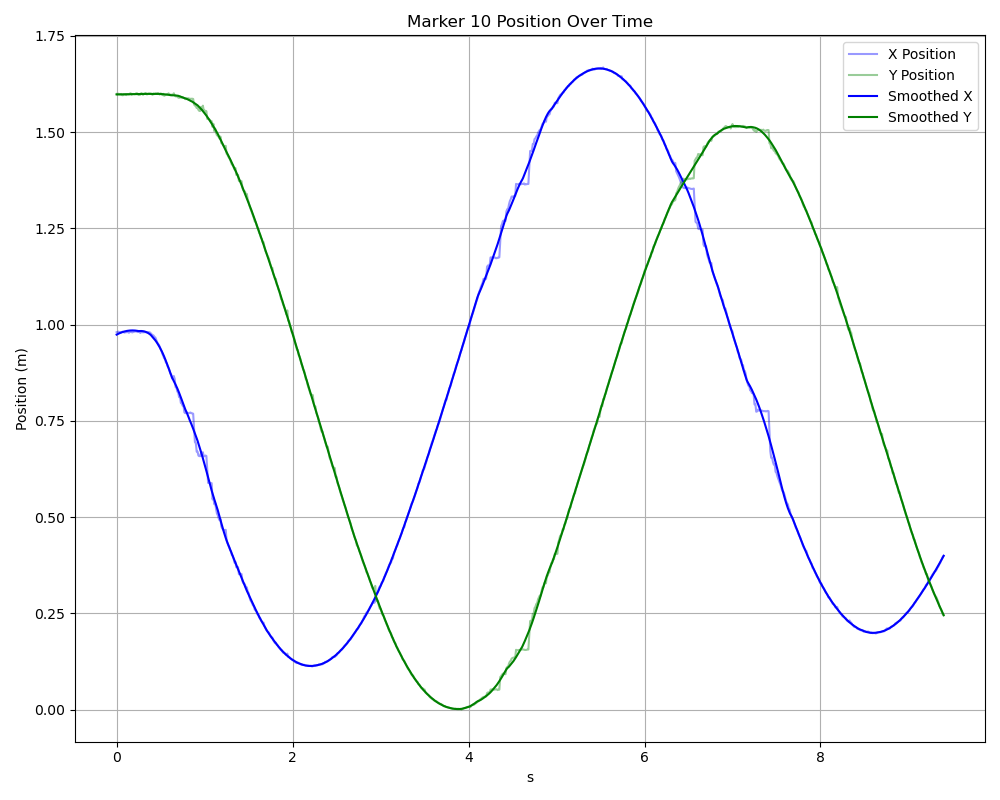 Marker 10 Position Over Time
X Position
Y Position
Smoothed X
Smoothed Y
Position (m)
1.75
1.50
1.25
1.00
0.75
0.50
0.25
0.00
0 2 4 6 8
s